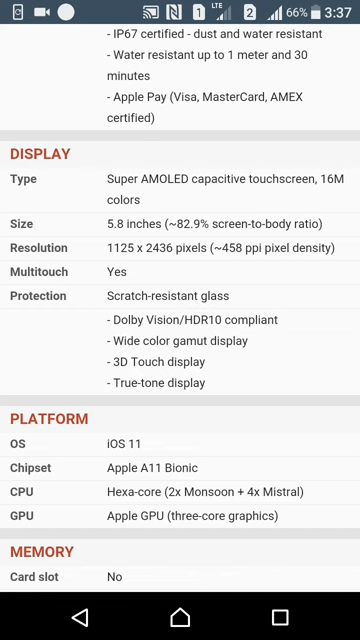 1 LTE 2 66% 3:37
- IP67 certified - dust and water resistant
- Water resistant up to 1 meter and 30
minutes
- Apple Pay (Visa, MasterCard, AMEX
certified)
DISPLAY
Type Super AMOLED capacitive touchscreen, 16M
colors
Size 5.8 inches (~82.9% screen-to-body ratio)
Resolution 1125 x 2436 pixels (~458 ppi pixel density)
Multitouch Yes
Protection Scratch-resistant glass
- Dolby Vision/HDR10 compliant
- Wide color gamut display
- 3D Touch display
- True-tone display
PLATFORM
OS iOS 11
Chipset Apple A11 Bionic
CPU Hexa-core (2x Monsoon + 4x Mistral)
GPU Apple GPU (three-core graphics)
MEMORY
Card slot No